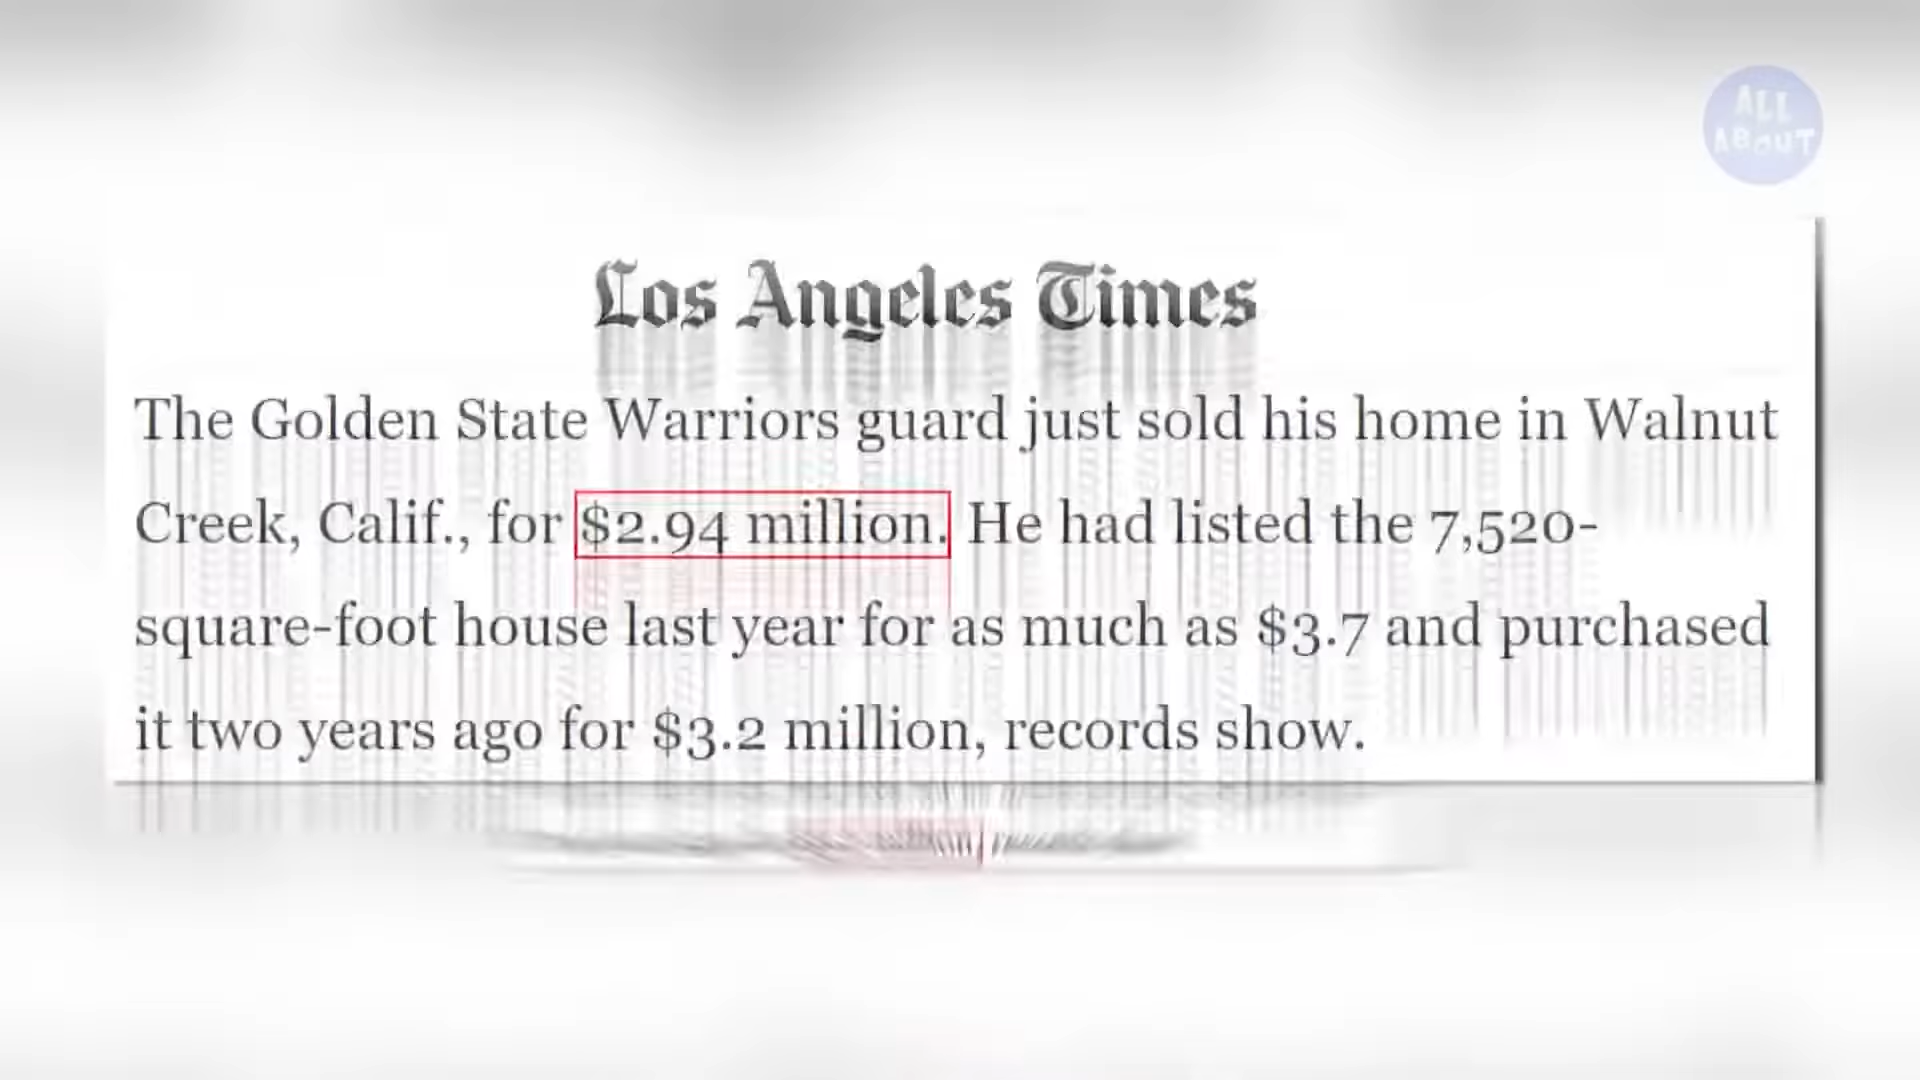 ALL
ABOUT
Los Angeles Times
The Golden State Warriors guard just sold his home in Walnut
Creek, Calif., for $2.94 million. He had listed the 7,520-
square-foot house last year for as much as $3.7 and purchased
it two years ago for $3.2 million, records show.